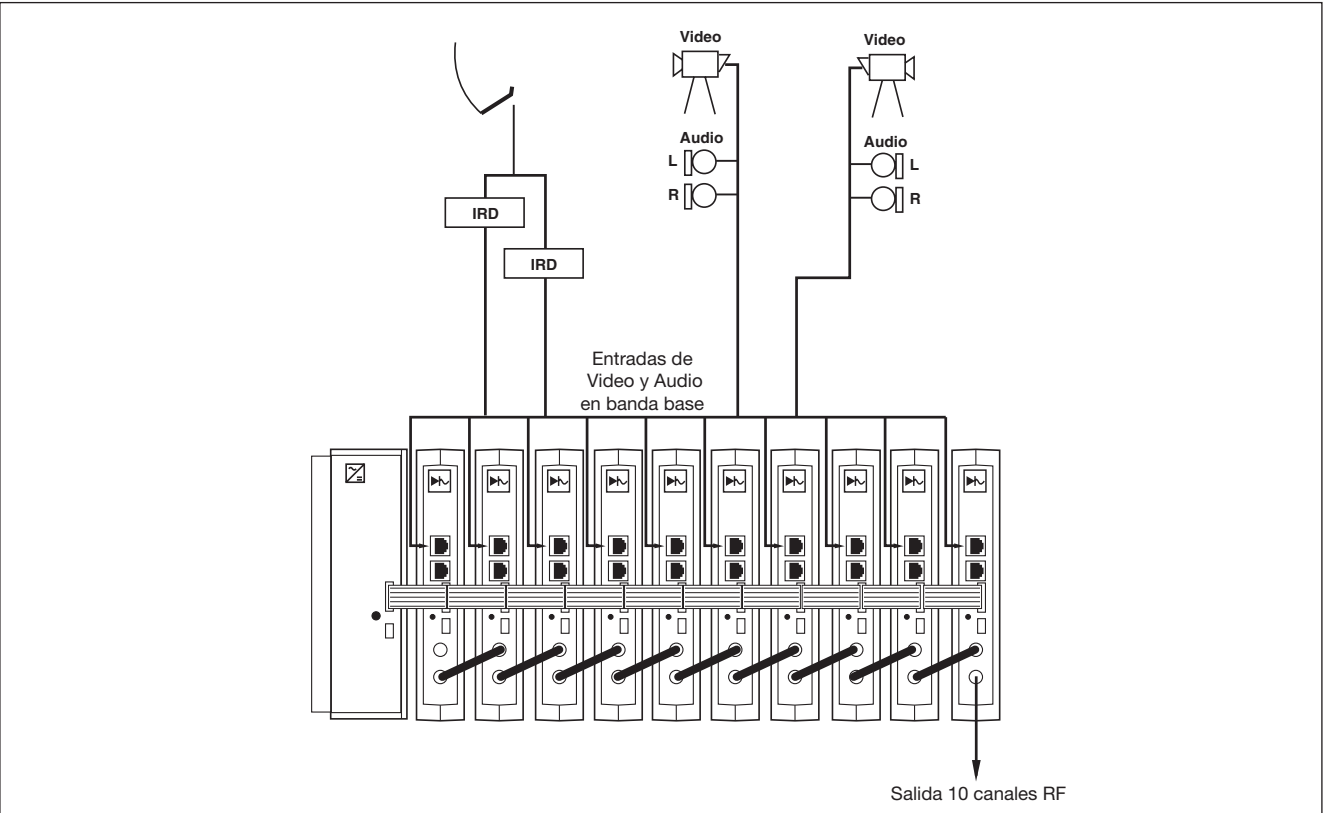 Video
Video
Audio
L
R
Audio
L
R
IRD
IRD
Entradas de
Video y Audio
en banda base
Salida 10 canales RF